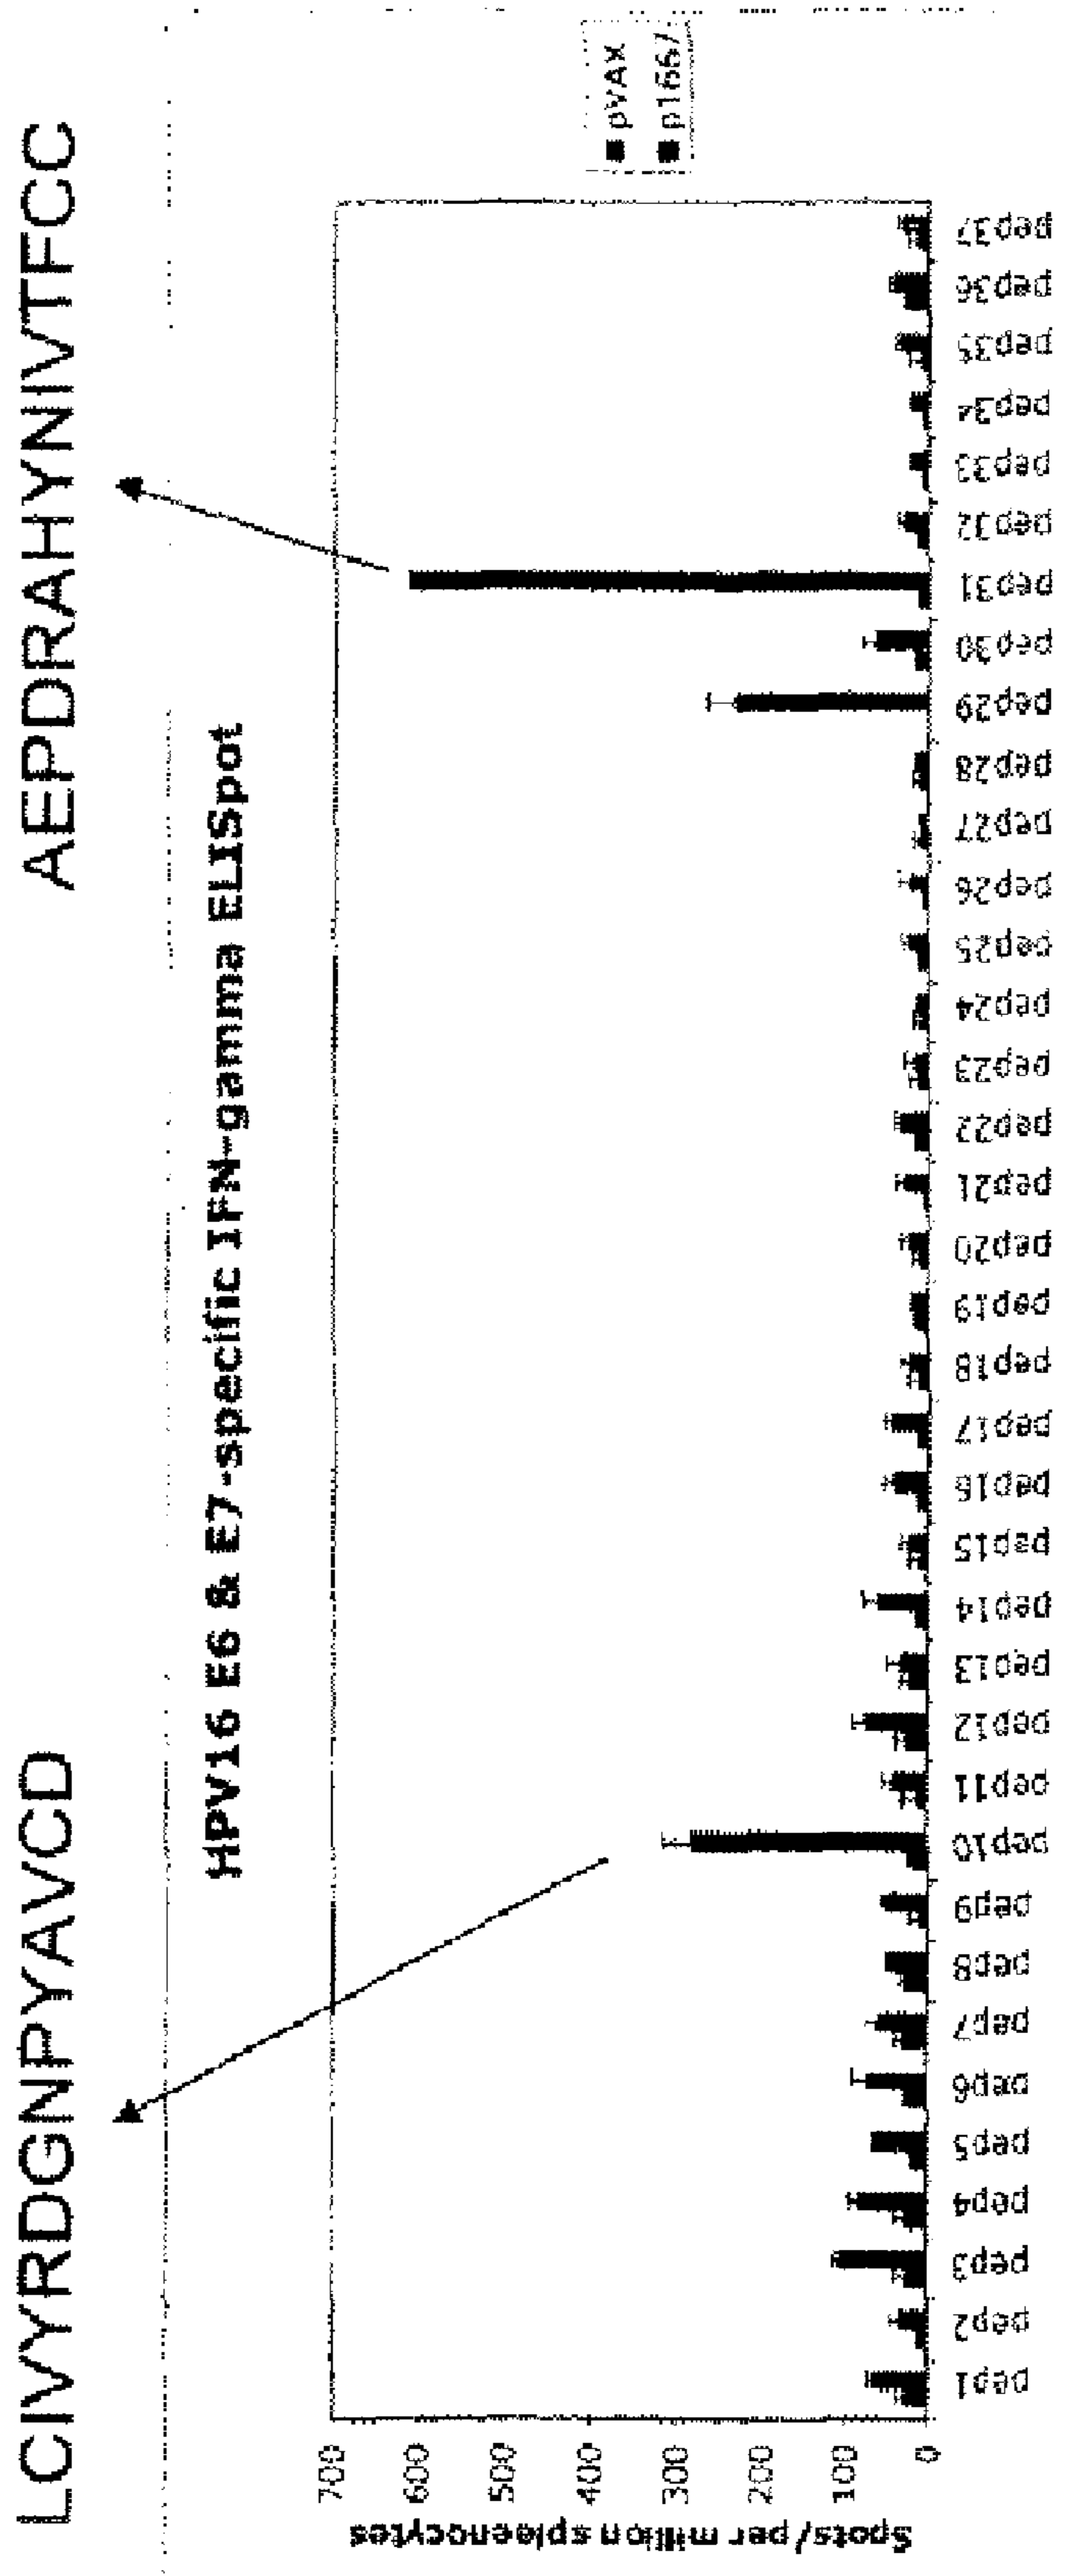 LCIVYRDGNPYAVCD
AEPDRAHYNIVTFCC
HPV16 E6 & E7-specific IFN-gamma ELISpot
Spots/per million spleenocytes
700
600
500
400
300
200
100
0
pep1
pep2
pep3
pep4
pep5
pep6
pep7
pep8
pep9
pep10
pep11
pep12
pep13
pep14
pep15
pep16
pep17
pep18
pep19
pep20
pep21
pep22
pep23
pep24
pep25
pep26
pep27
pep28
pep29
pep30
pep31
pep32
pep33
pep34
pep35
pep36
pep37
pVAX
p1667